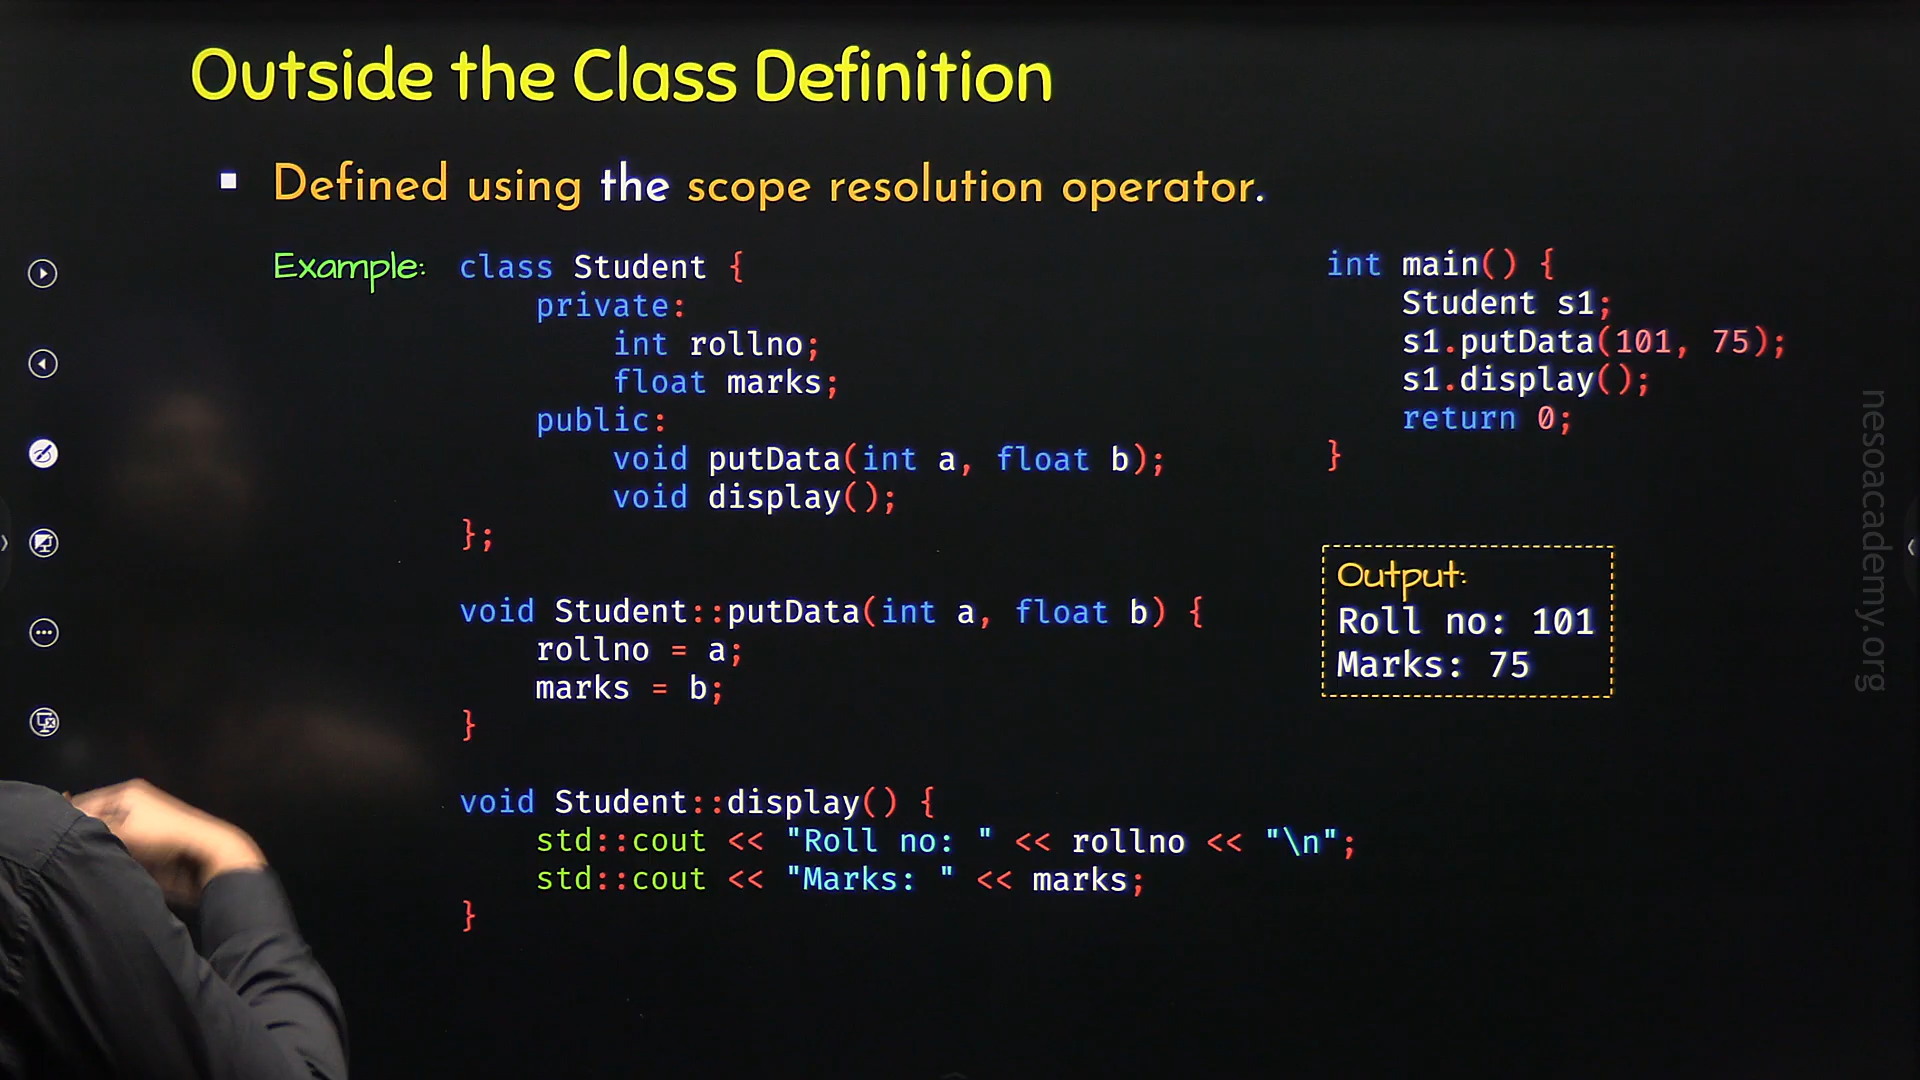 Outside the Class Definition
▪ Defined using the scope resolution operator.
Example:
class Student {
    private:
        int rollno;
        float marks;
    public:
        void putData(int a, float b);
        void display();
};
void Student::putData(int a, float b) {
    rollno = a;
    marks = b;
}
void Student::display() {
    std::cout << "Roll no: " << rollno << "\n";
    std::cout << "Marks: " << marks;
}
int main() {
    Student s1;
    s1.putData(101, 75);
    s1.display();
    return 0;
}
Output:
Roll no: 101
Marks: 75
nesoacademy.org